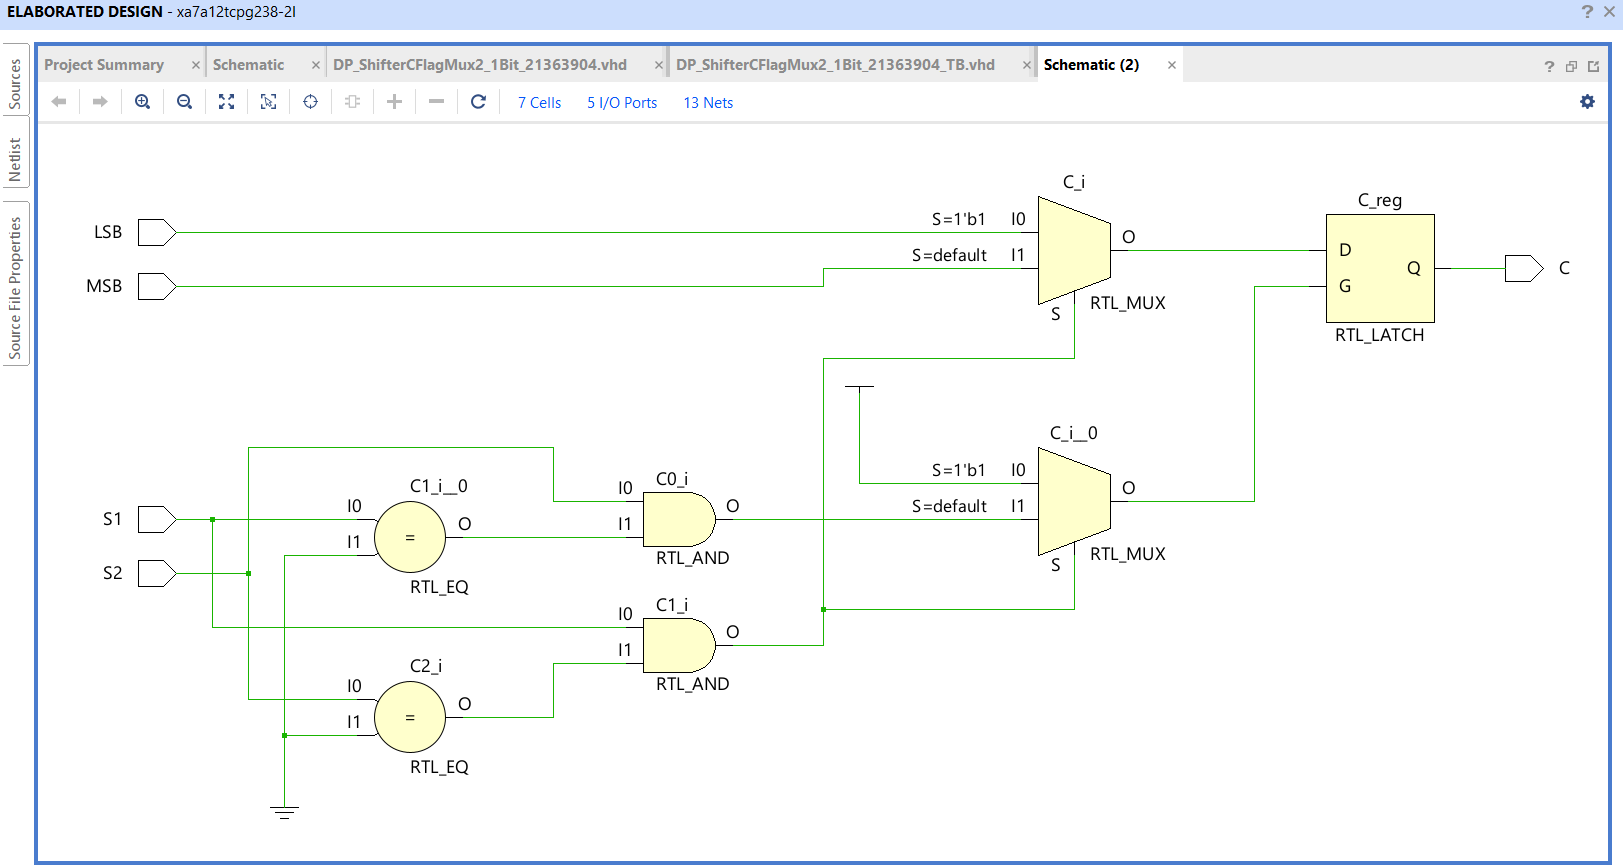 ELABORATED DESIGN - xa7a12tcpg238-2I
? ×
Sources
Netlist
Source File Properties
Project Summary ×
Schematic ×
DP_ShifterCFlagMux2_1Bit_21363904.vhd ×
DP_ShifterCFlagMux2_1Bit_21363904_TB.vhd ×
Schematic (2) ×
?
7 Cells 5 I/O Ports 13 Nets
C_i
LSB
S=1'b1 I0
MSB
S=default I1
O
S
RTL_MUX
C_reg
D
G
Q
RTL_LATCH
C
C_i__0
S=1'b1 I0
S=default I1
O
S
RTL_MUX
S1
S2
C1_i__0
I0
I1
=
O
RTL_EQ
C0_i
I0
I1
O
RTL_AND
C1_i
I0
I1
O
RTL_AND
C2_i
I0
I1
=
O
RTL_EQ